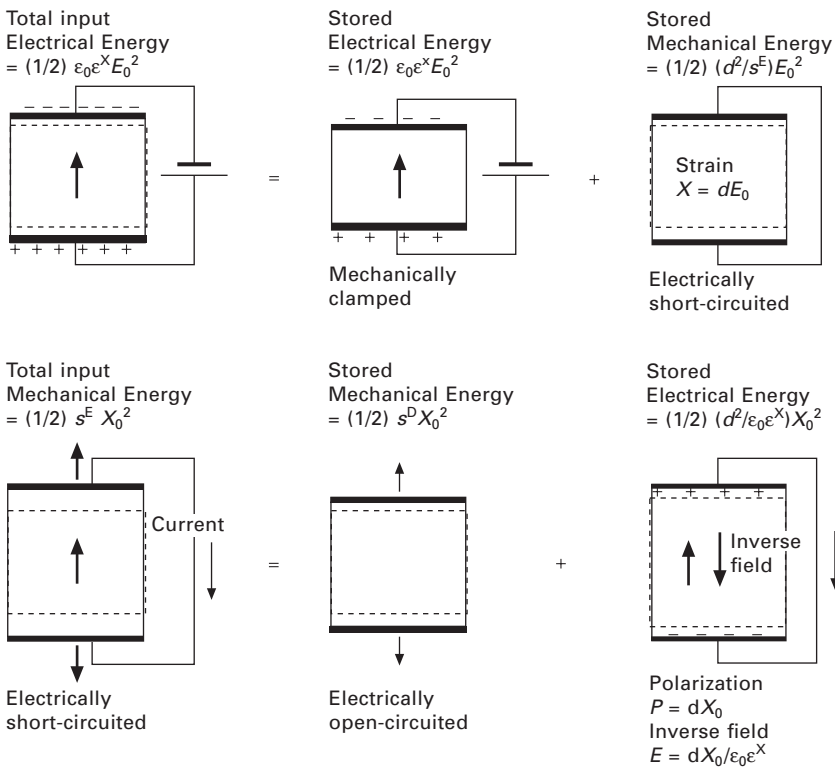 Total input
Electrical Energy
= (1/2) ε₀εˣE₀²
Stored
Electrical Energy
= (1/2) ε₀εˣE₀²
Stored
Mechanical Energy
= (1/2) (d²/sᴱ)E₀²
– – – – – –
+ + + + + +
=
– – – –
+ + + +
Mechanically
clamped
+
Strain
X = dE₀
Electrically
short-circuited
Total input
Mechanical Energy
= (1/2) sᴱ X₀²
Stored
Mechanical Energy
= (1/2) sᴰX₀²
Stored
Electrical Energy
= (1/2) (d²/ε₀εˣ)X₀²
Current
Electrically
short-circuited
=
Electrically
open-circuited
+
+ + + +
Inverse
field
– – – –
Polarization
P = dX₀
Inverse field
E = dX₀/ε₀εˣ